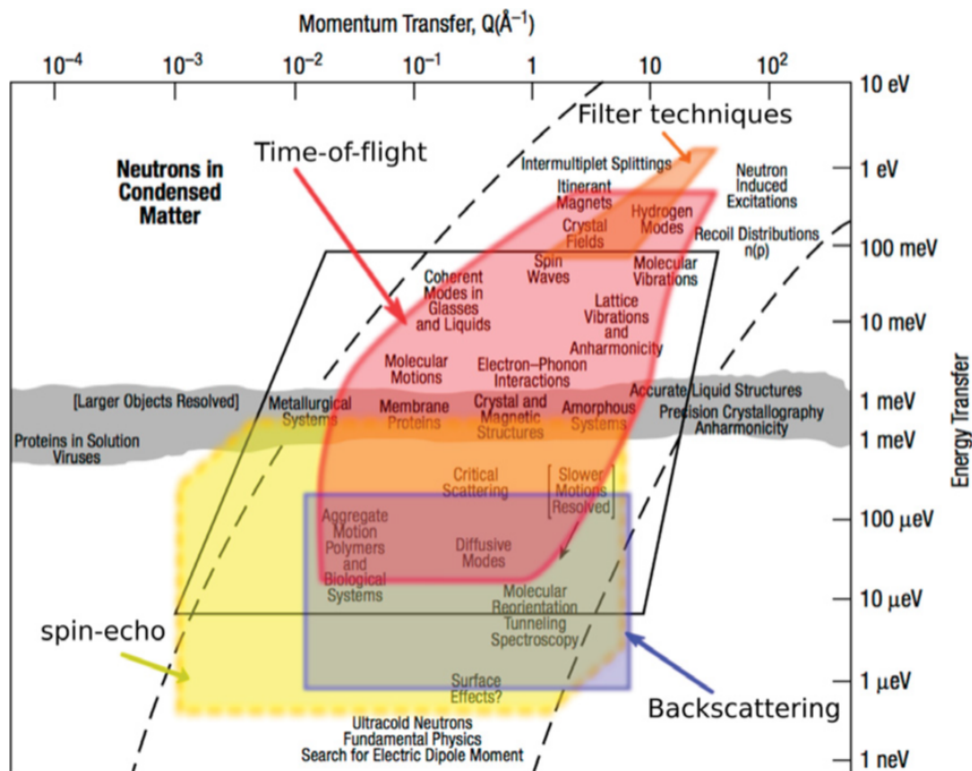 Momentum Transfer, Q(Å⁻¹)
10⁻⁴ 10⁻³ 10⁻² 10⁻¹ 1 10 10²
10 eV
Filter techniques
Time-of-flight
Intermultiplet Splittings
1 eV
Neutrons in
Condensed
Matter
Neutron
Induced
Excitations
Itinerant
Magnets
Hydrogen
Modes
Crystal
Fields
Recoil Distributions
n(p)
100 meV
Spin
Waves
Molecular
Vibrations
Coherent
Modes in
Glasses
and Liquids
Lattice
Vibrations
and
Anharmonicity
10 meV
Molecular
Motions
Electron–Phonon
Interactions
Accurate Liquid Structures
[Larger Objects Resolved]
Metallurgical
Systems
Membrane
Proteins
Crystal and
Magnetic
Structures
Amorphous
Systems
Precision Crystallography
Anharmonicity
1 meV
1 meV
Proteins in Solution
Viruses
Energy Transfer
Critical
Scattering
[Slower
Motions
Resolved]
100 μeV
Aggregate
Motion
Polymers
and
Biological
Systems
Diffusive
Modes
10 μeV
Molecular
Reorientation
Tunneling
Spectroscopy
spin-echo
1 μeV
Surface
Effects?
Backscattering
Ultracold Neutrons
Fundamental Physics
Search for Electric Dipole Moment
1 neV